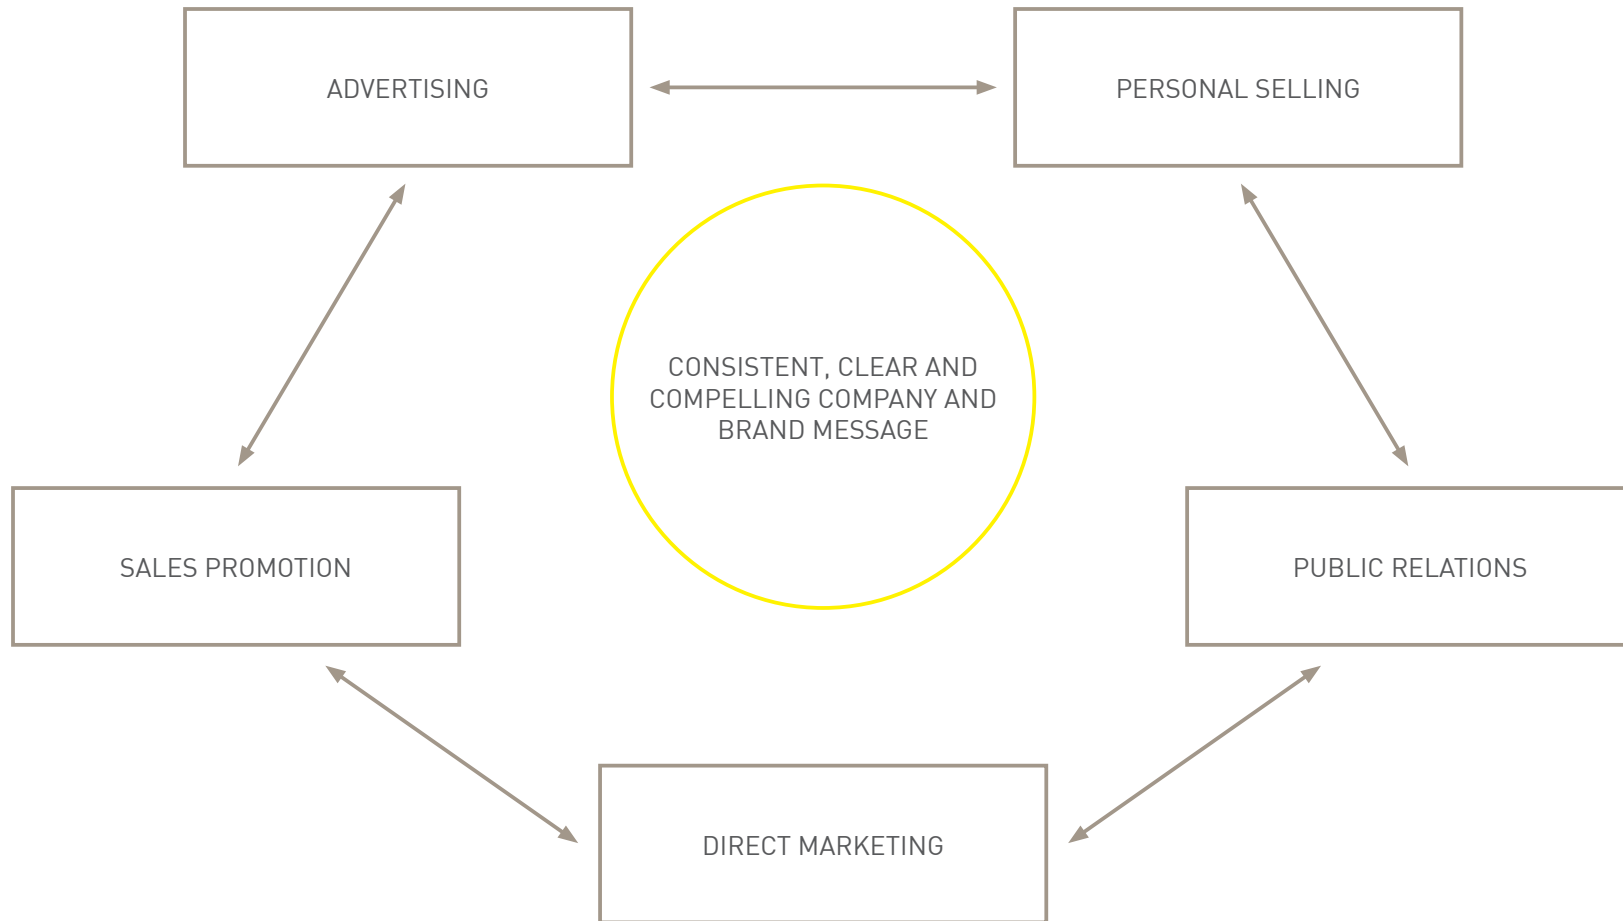 ADVERTISING
PERSONAL SELLING
CONSISTENT, CLEAR AND
COMPELLING COMPANY AND
BRAND MESSAGE
SALES PROMOTION
PUBLIC RELATIONS
DIRECT MARKETING